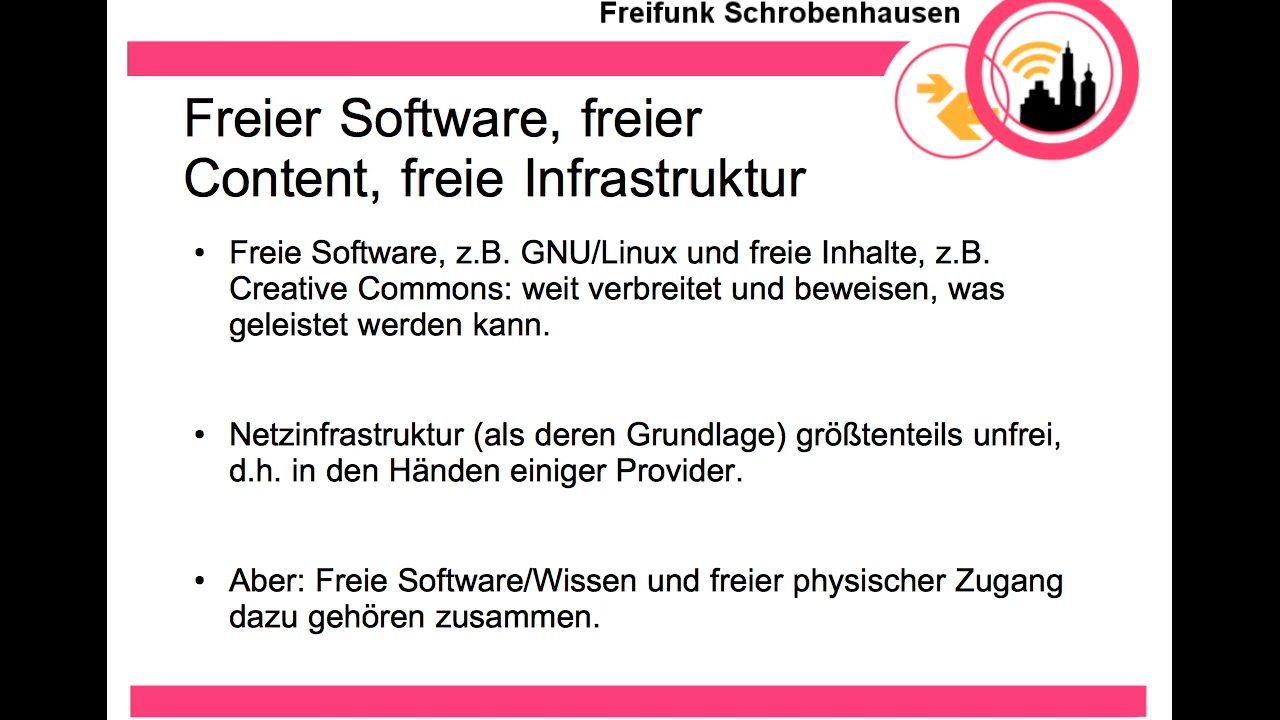 Freifunk Schrobenhausen
Freier Software, freier
Content, freie Infrastruktur
• Freie Software, z.B. GNU/Linux und freie Inhalte, z.B.
Creative Commons: weit verbreitet und beweisen, was
geleistet werden kann.
• Netzinfrastruktur (als deren Grundlage) größtenteils unfrei,
d.h. in den Händen einiger Provider.
• Aber: Freie Software/Wissen und freier physischer Zugang
dazu gehören zusammen.